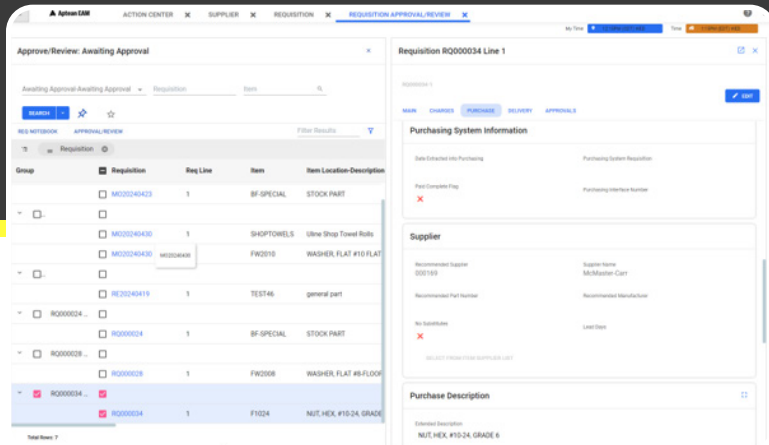 Aptean EAM
ACTION CENTER
SUPPLIER
REQUISITION
REQUISITION APPROVAL/REVIEW
My Time
Time
Approve/Review: Awaiting Approval
Awaiting Approval-Awaiting Approval
Requisition
Item
SEARCH
REQ NOTEBOOK
APPROVAL/REVIEW
Filter Results
Requisition
Group
Requisition
Req Line
Item
Item Location-Description
MO20240423 1 BF-SPECIAL STOCK PART
MO20240430 1 SHOPTOWELS Uline Shop Towel Rolls
MO20240430 FW2010 WASHER, FLAT #10 FLAT
MO20240430
RE20240419 1 TEST46 general part
RQ000024 ...
RQ000024 1 BF-SPECIAL STOCK PART
RQ000028 ...
RQ000028 1 FW2008 WASHER, FLAT #8-FLOOR
RQ000034 ...
RQ000034 1 F1024 NUT, HEX, #10-24, GRADE
Total Rows: 7
Requisition RQ000034 Line 1
RQ000034-1
EDIT
MAIN
CHARGES
PURCHASE
DELIVERY
APPROVALS
Purchasing System Information
Date Extracted into Purchasing
Purchasing System Requisition
Paid Complete Flag
Purchasing Interface Number
Supplier
Recommended Supplier
000169
Supplier Name
McMaster-Carr
Recommended Part Number
Recommended Manufacturer
No Substitutes
Lead Days
SELECT FROM ITEM SUPPLIER LIST
Purchase Description
Extended Description
NUT, HEX, #10-24, GRADE 6